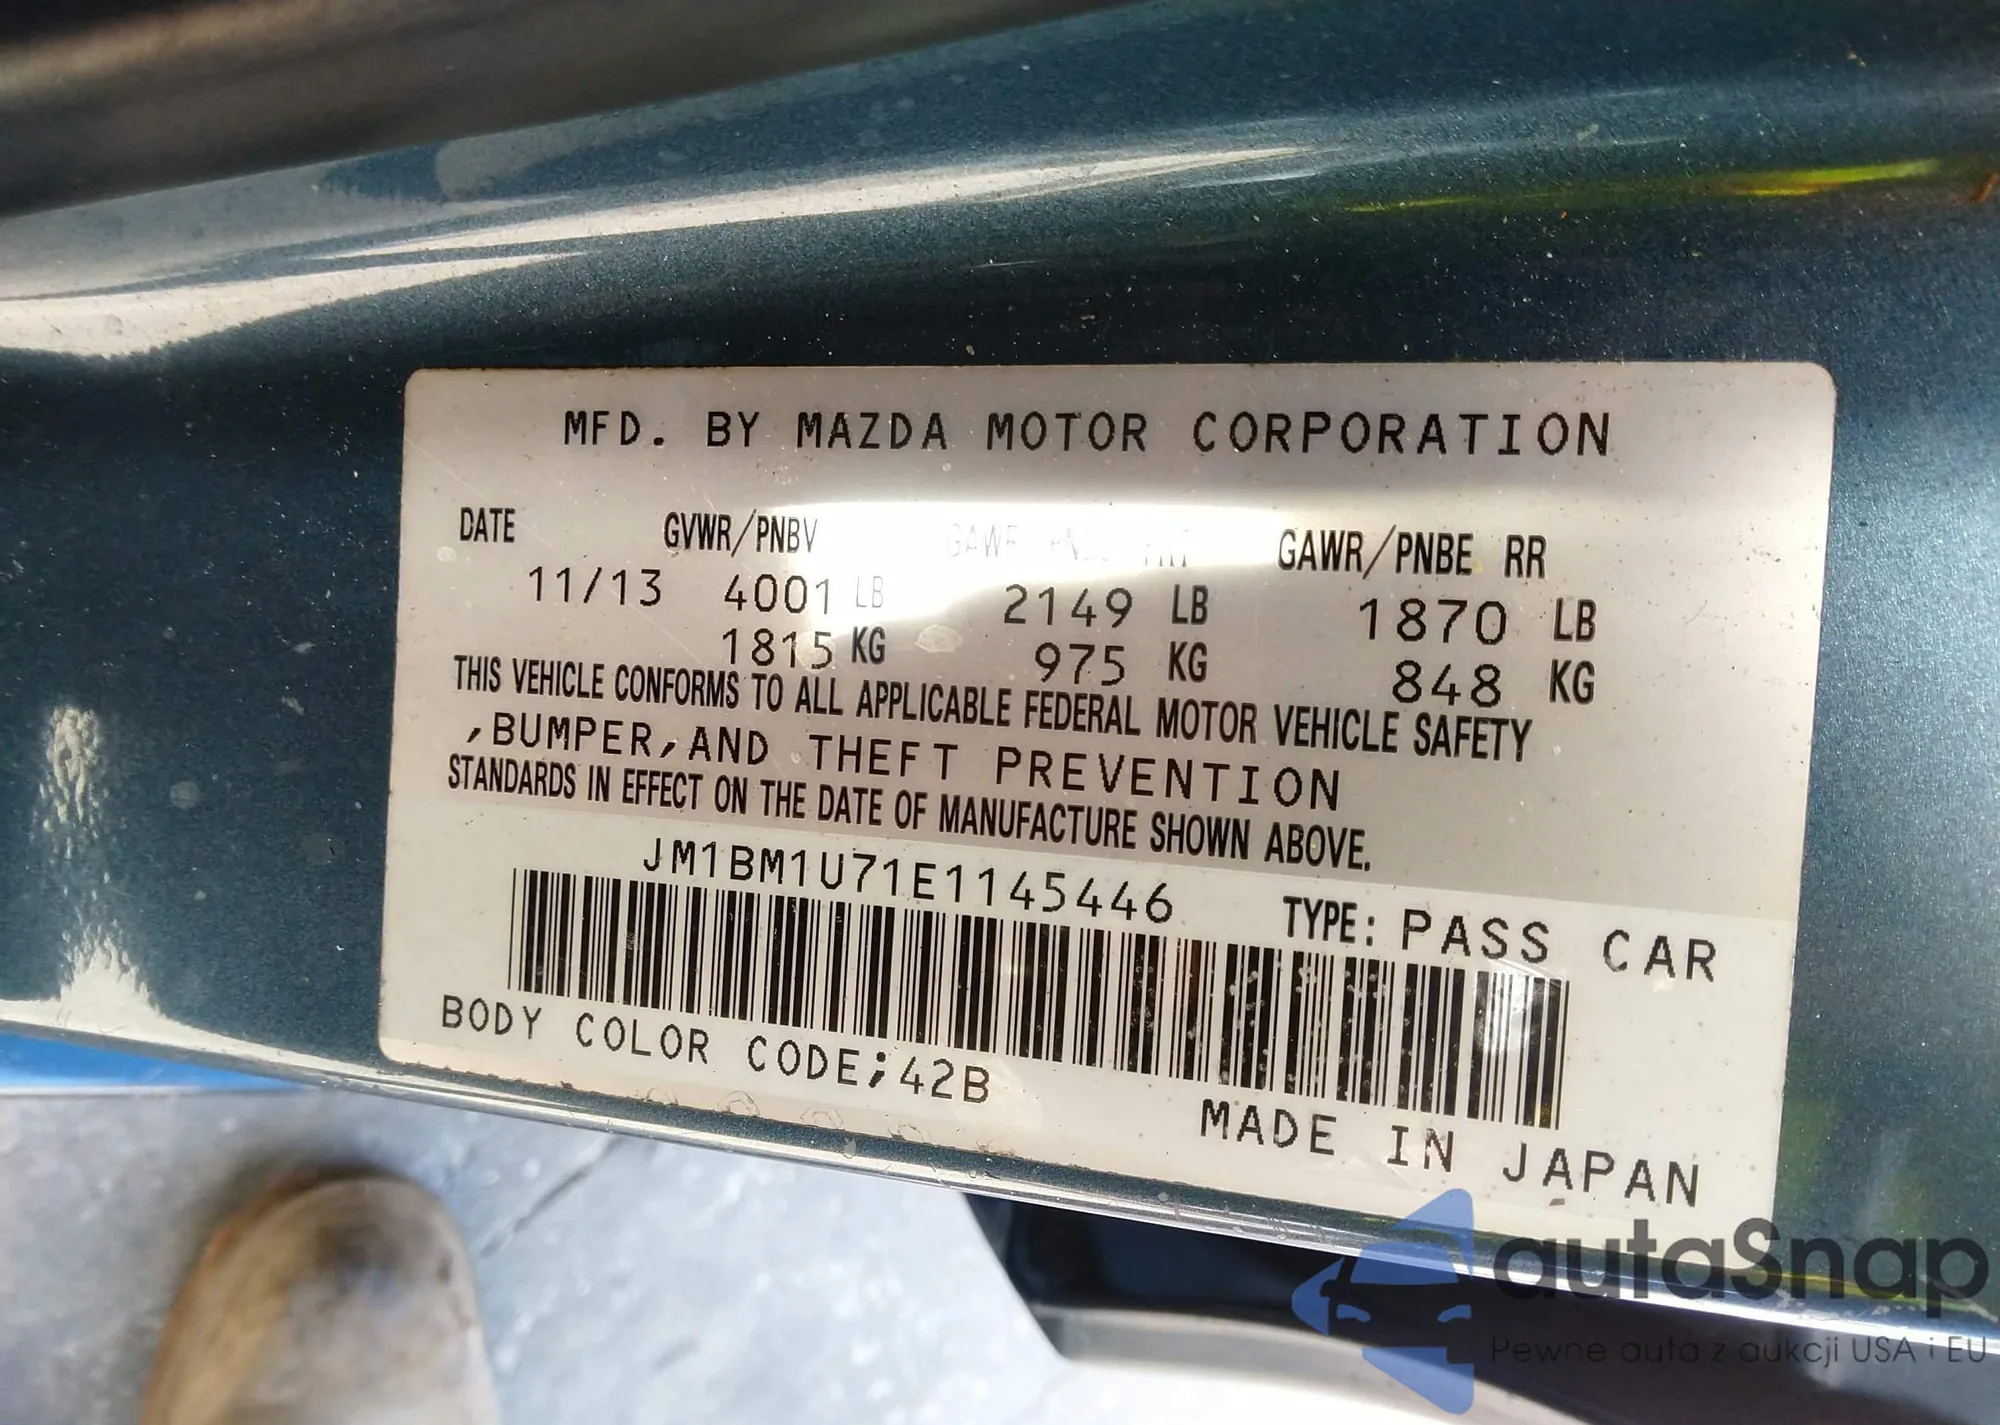 MFD. BY MAZDA MOTOR CORPORATION
DATE GVWR/PNBV GAWR/PNBE FRT GAWR/PNBE RR
11/13 4001 LB 2149 LB 1870 LB
1815 KG 975 KG 848 KG
THIS VEHICLE CONFORMS TO ALL APPLICABLE FEDERAL MOTOR VEHICLE SAFETY
,BUMPER,AND THEFT PREVENTION
STANDARDS IN EFFECT ON THE DATE OF MANUFACTURE SHOWN ABOVE.
JM1BM1U71E1145446
TYPE: PASS CAR
BODY COLOR CODE;42B
MADE IN JAPAN
autaSnap
Pewne auta z aukcji USA i EU